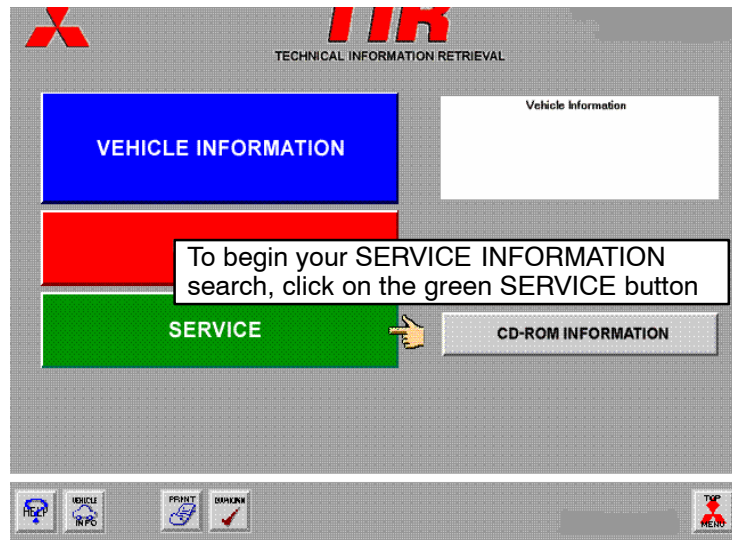 TIR
TECHNICAL INFORMATION RETRIEVAL
VEHICLE INFORMATION
Vehicle Information
To begin your SERVICE INFORMATION
search, click on the green SERVICE button
SERVICE
CD-ROM INFORMATION
HELP
VEHICLE
INFO
PRINT
TOP
MENU